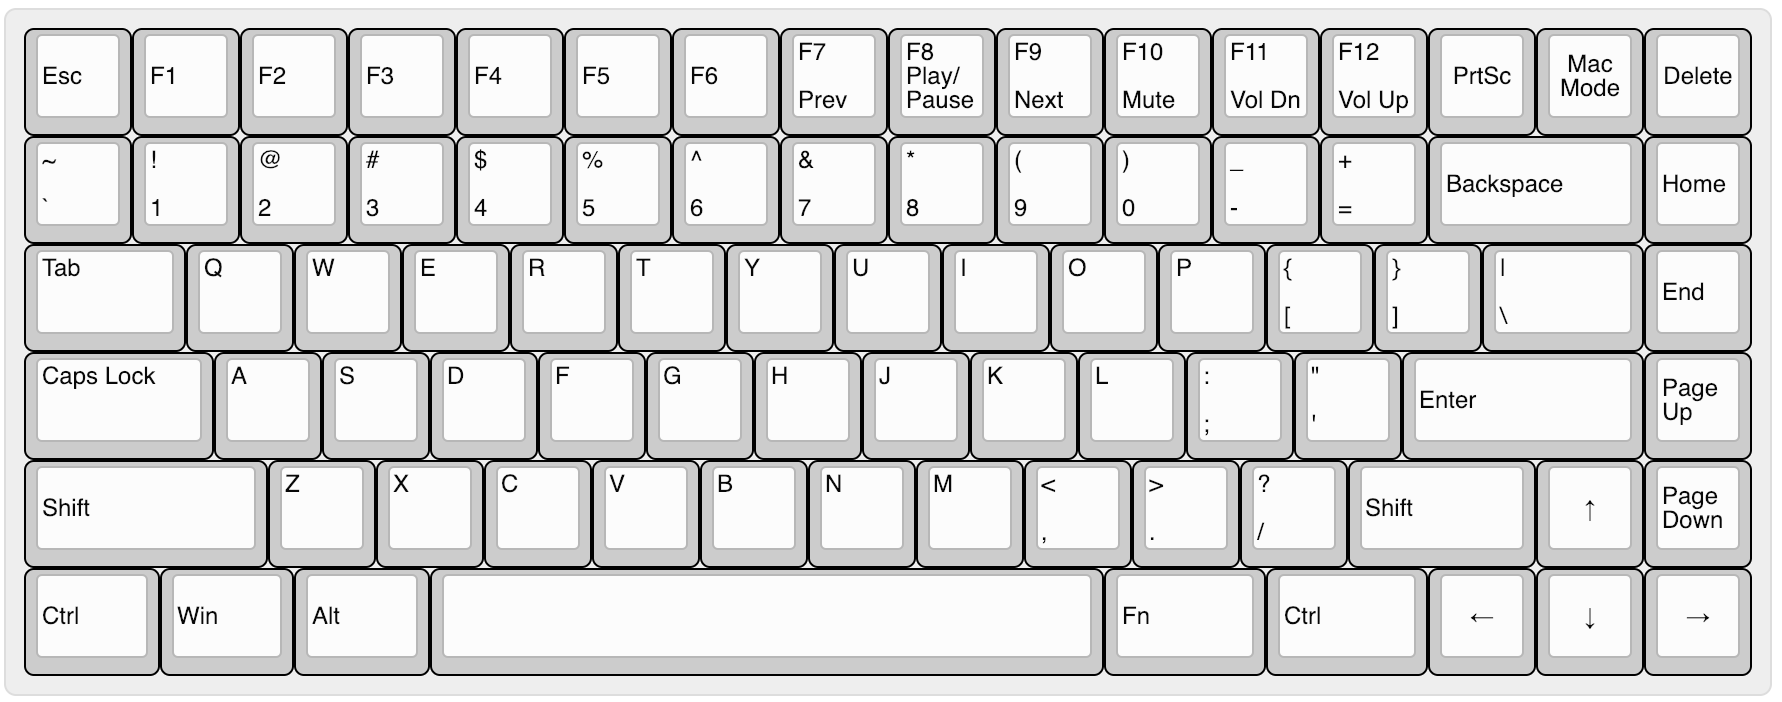 Esc
F1
F2
F3
F4
F5
F6
F7
Prev
F8
Play/
Pause
F9
Next
F10
Mute
F11
Vol Dn
F12
Vol Up
PrtSc
Mac
Mode
Delete
~
`
!
1
@
2
#
3
$
4
%
5
^
6
&
7
*
8
(
9
)
0
_
-
+
=
Backspace
Home
Tab
Q
W
E
R
T
Y
U
I
O
P
{
[
}
]
|
\
End
Caps Lock
A
S
D
F
G
H
J
K
L
:
;
"
'
Enter
Page
Up
Shift
Z
X
C
V
B
N
M
<
,
>
.
?
/
Shift
↑
Page
Down
Ctrl
Win
Alt
Fn
Ctrl
←
↓
→